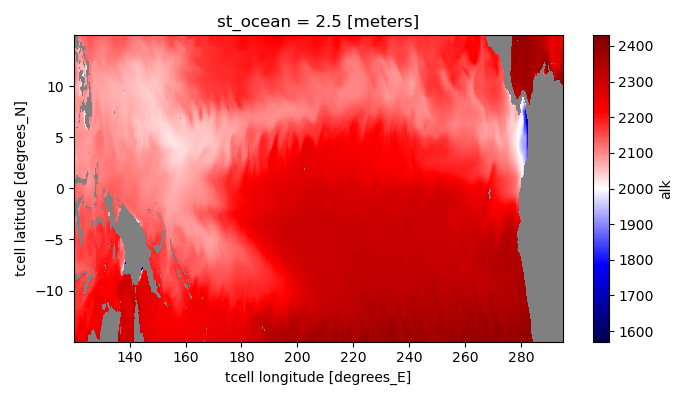 st_ocean = 2.5 [meters]
10
5
0
−5
−10
tcell latitude [degrees_N]
140 160 180 200 220 240 260 280
tcell longitude [degrees_E]
2400
2300
2200
2100
2000
1900
1800
1700
1600
alk